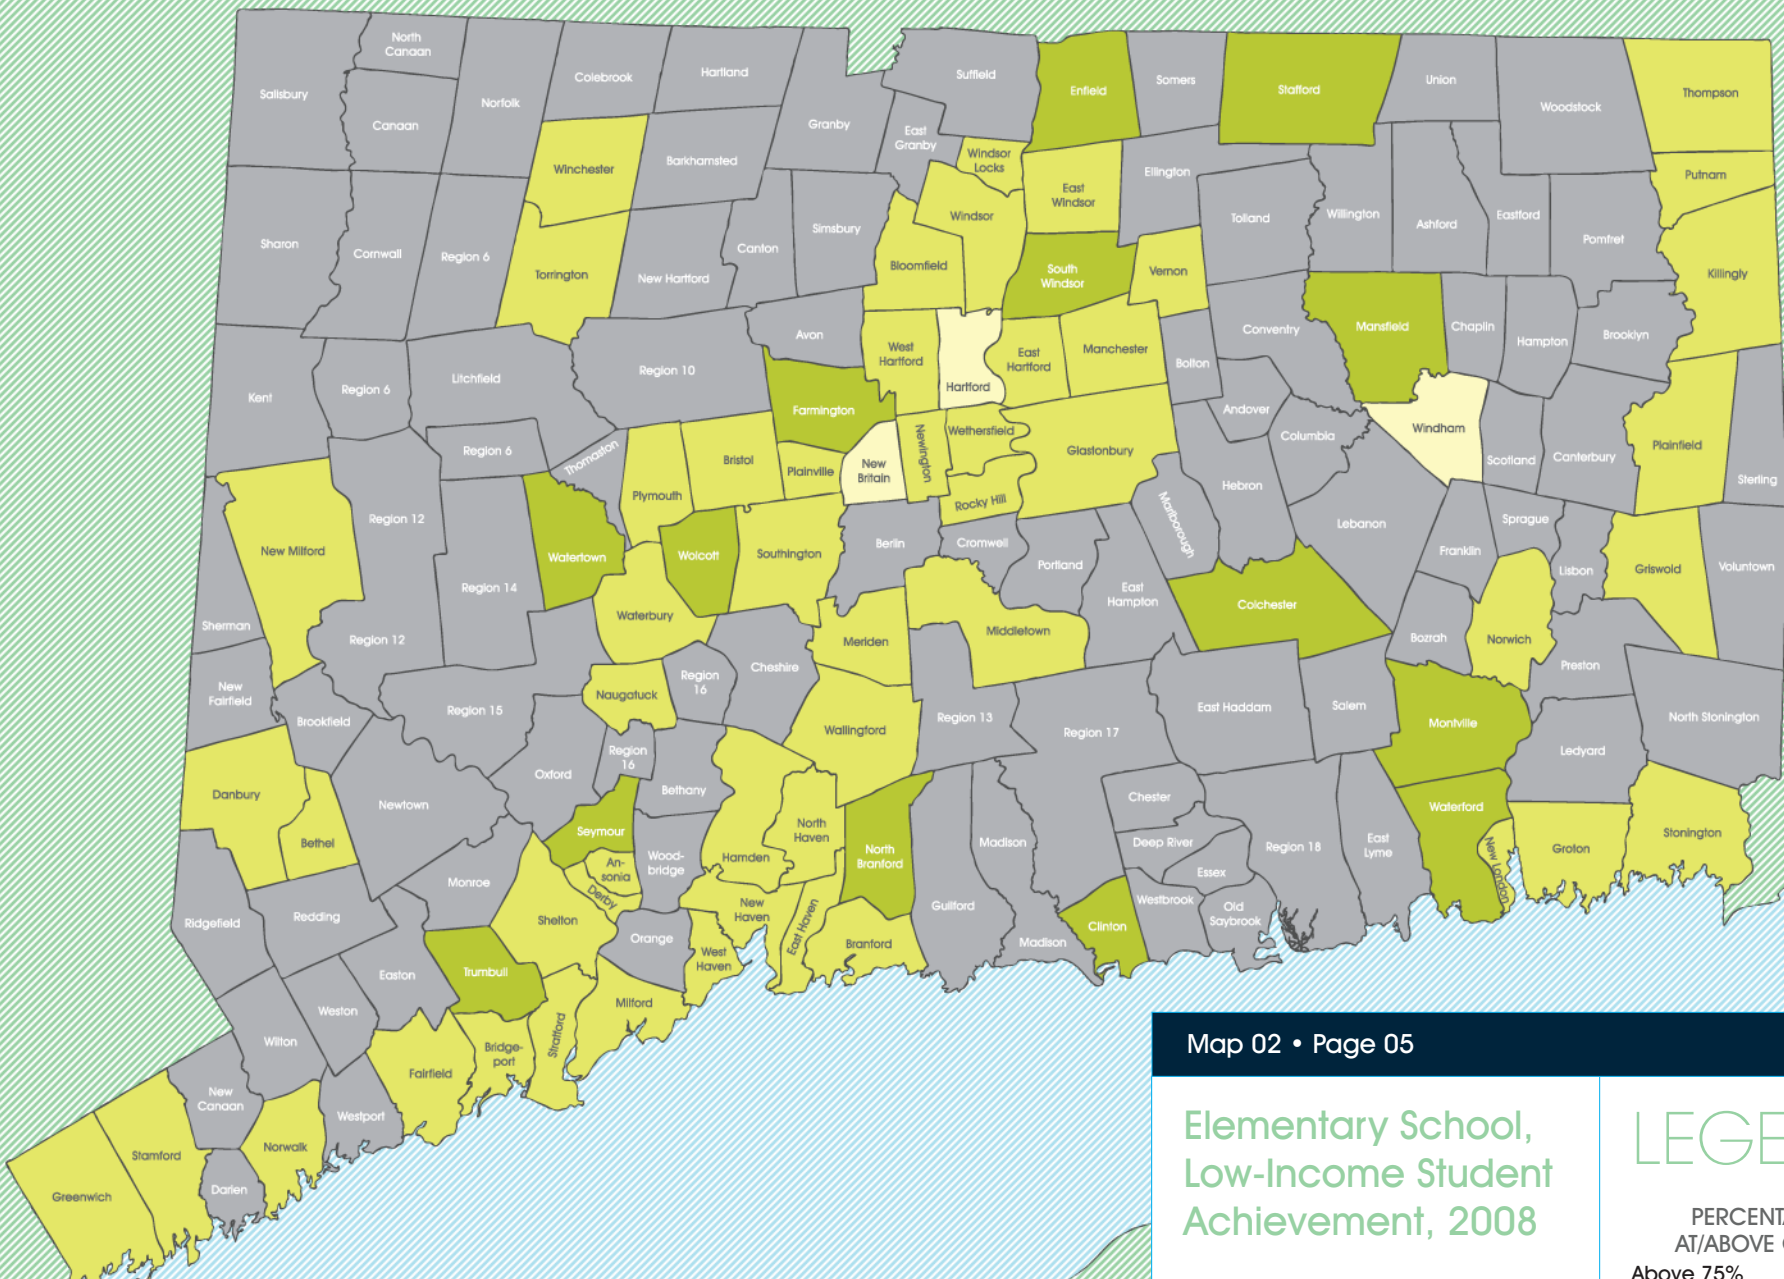 North
Canaan
Salisbury
Canaan
Norfolk
Colebrook
Hartland
Suffield
Enfield
Somers
Stafford
Union
Woodstock
Thompson
Granby
East
Granby
Windsor
Locks
Barkhamsted
Winchester
Ellington
East
Windsor
Putnam
Sharon
Cornwall
Region 6
Torrington
New Hartford
Canton
Simsbury
Windsor
Bloomfield
South
Windsor
Vernon
Tolland
Willington
Ashford
Eastford
Pomfret
Killingly
Kent
Region 6
Litchfield
Region 10
Avon
West
Hartford
Hartford
East
Hartford
Manchester
Bolton
Coventry
Mansfield
Chaplin
Hampton
Brooklyn
Region 6
Thomaston
Plymouth
Bristol
Farmington
Plainville
New
Britain
Newington
Wethersfield
Rocky Hill
Glastonbury
Andover
Columbia
Hebron
Windham
Scotland
Canterbury
Plainfield
Sterling
New Milford
Region 12
Region 14
Watertown
Wolcott
Southington
Berlin
Cromwell
Portland
Marlborough
East
Hampton
Lebanon
Franklin
Sprague
Lisbon
Griswold
Voluntown
Sherman
Region 12
Waterbury
Meriden
Middletown
Colchester
Bozrah
Norwich
Preston
New
Fairfield
Brookfield
Region 15
Naugatuck
Region
16
Cheshire
Wallingford
Region 13
Region 17
East Haddam
Salem
Montville
Ledyard
North Stonington
Danbury
Bethel
Newtown
Oxford
Region
16
Bethany
Seymour
An-
sonia
Derby
Wood-
bridge
Hamden
North
Haven
North
Branford
Madison
Chester
Deep River
Essex
Region 18
East
Lyme
Waterford
New London
Groton
Stonington
Ridgefield
Redding
Monroe
Shelton
Orange
New
Haven
West
Haven
East Haven
Branford
Guilford
Madison
Clinton
Westbrook
Old
Saybrook
Easton
Trumbull
Weston
Wilton
Milford
Stratford
Bridge-
port
Fairfield
New
Canaan
Westport
Norwalk
Stamford
Darien
Greenwich
Map 02 • Page 05
Elementary School,
Low-Income Student
Achievement, 2008
LEGE
PERCENTA
AT/ABOVE
Above 75%